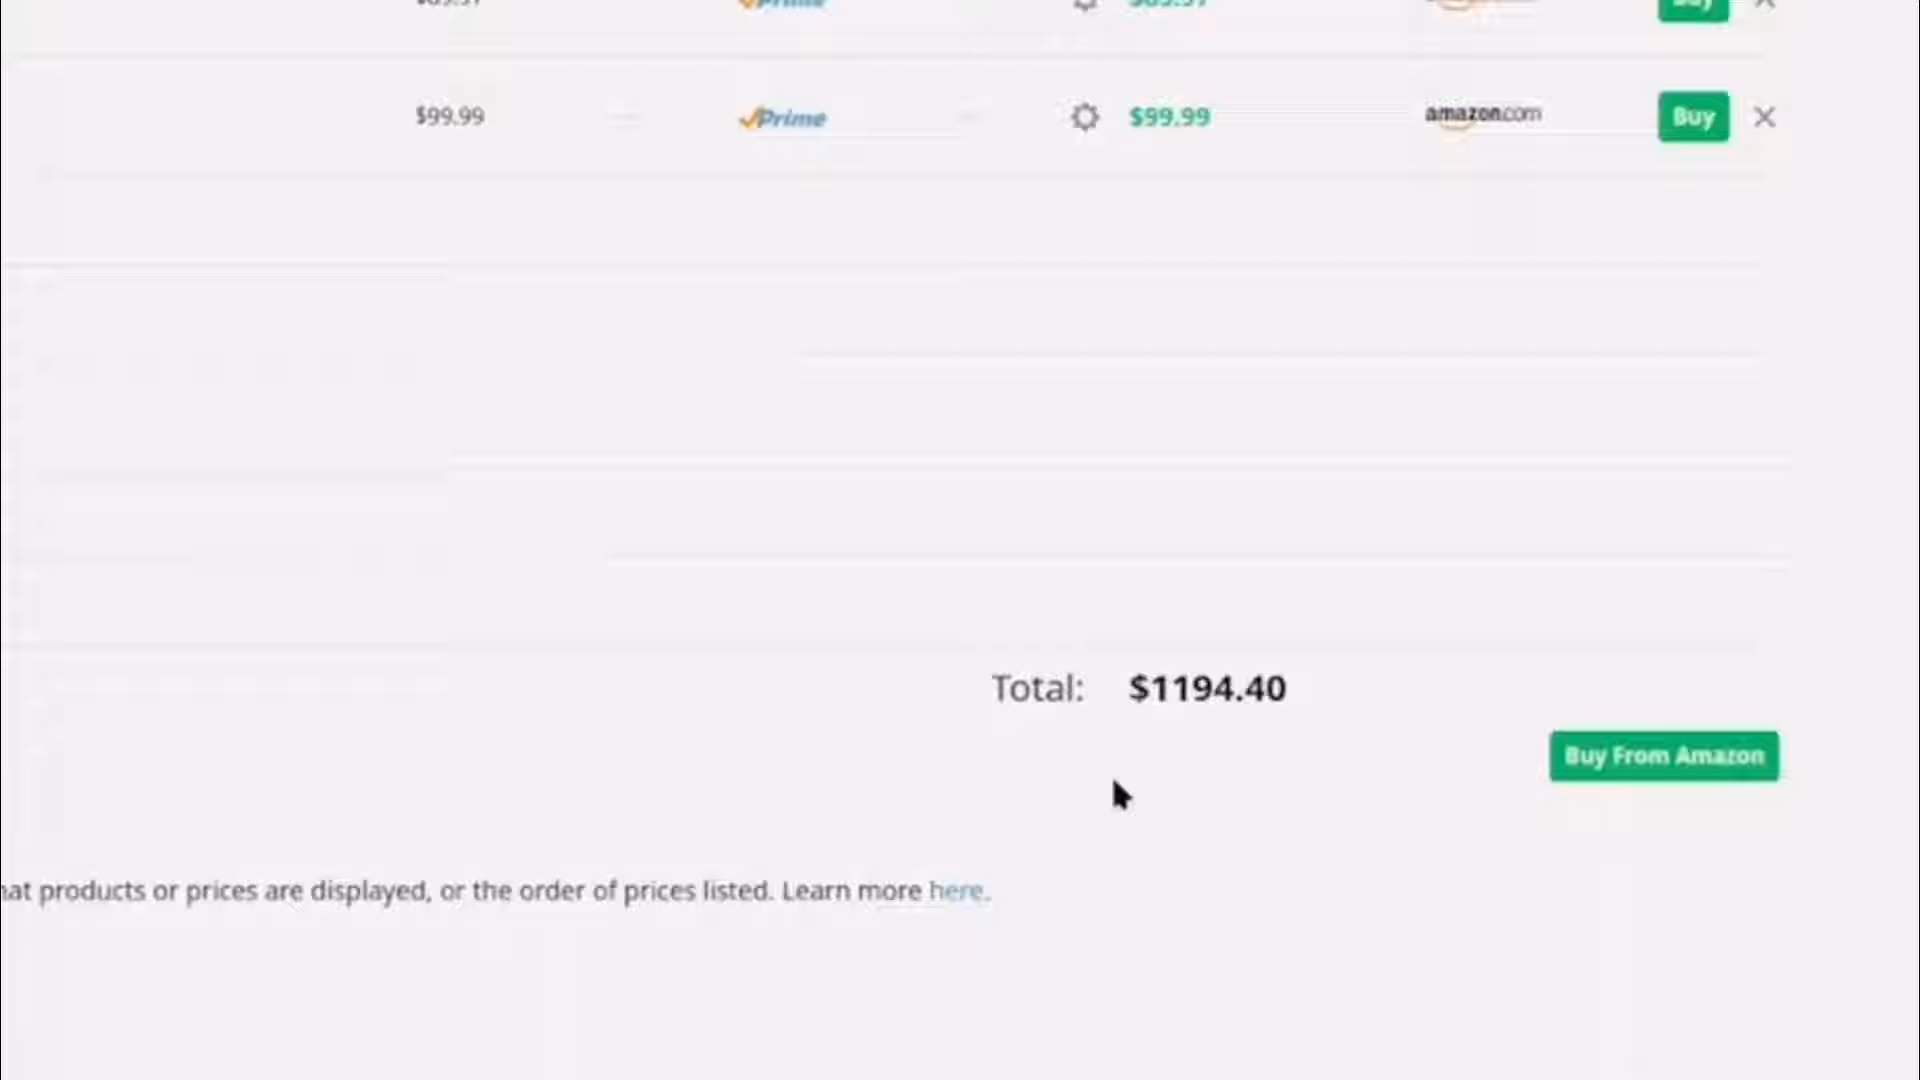 Prime
$99.99 Prime $99.99 amazon.com Buy
Total: $1194.40
Buy From Amazon
products or prices are displayed, or the order of prices listed. Learn more here.